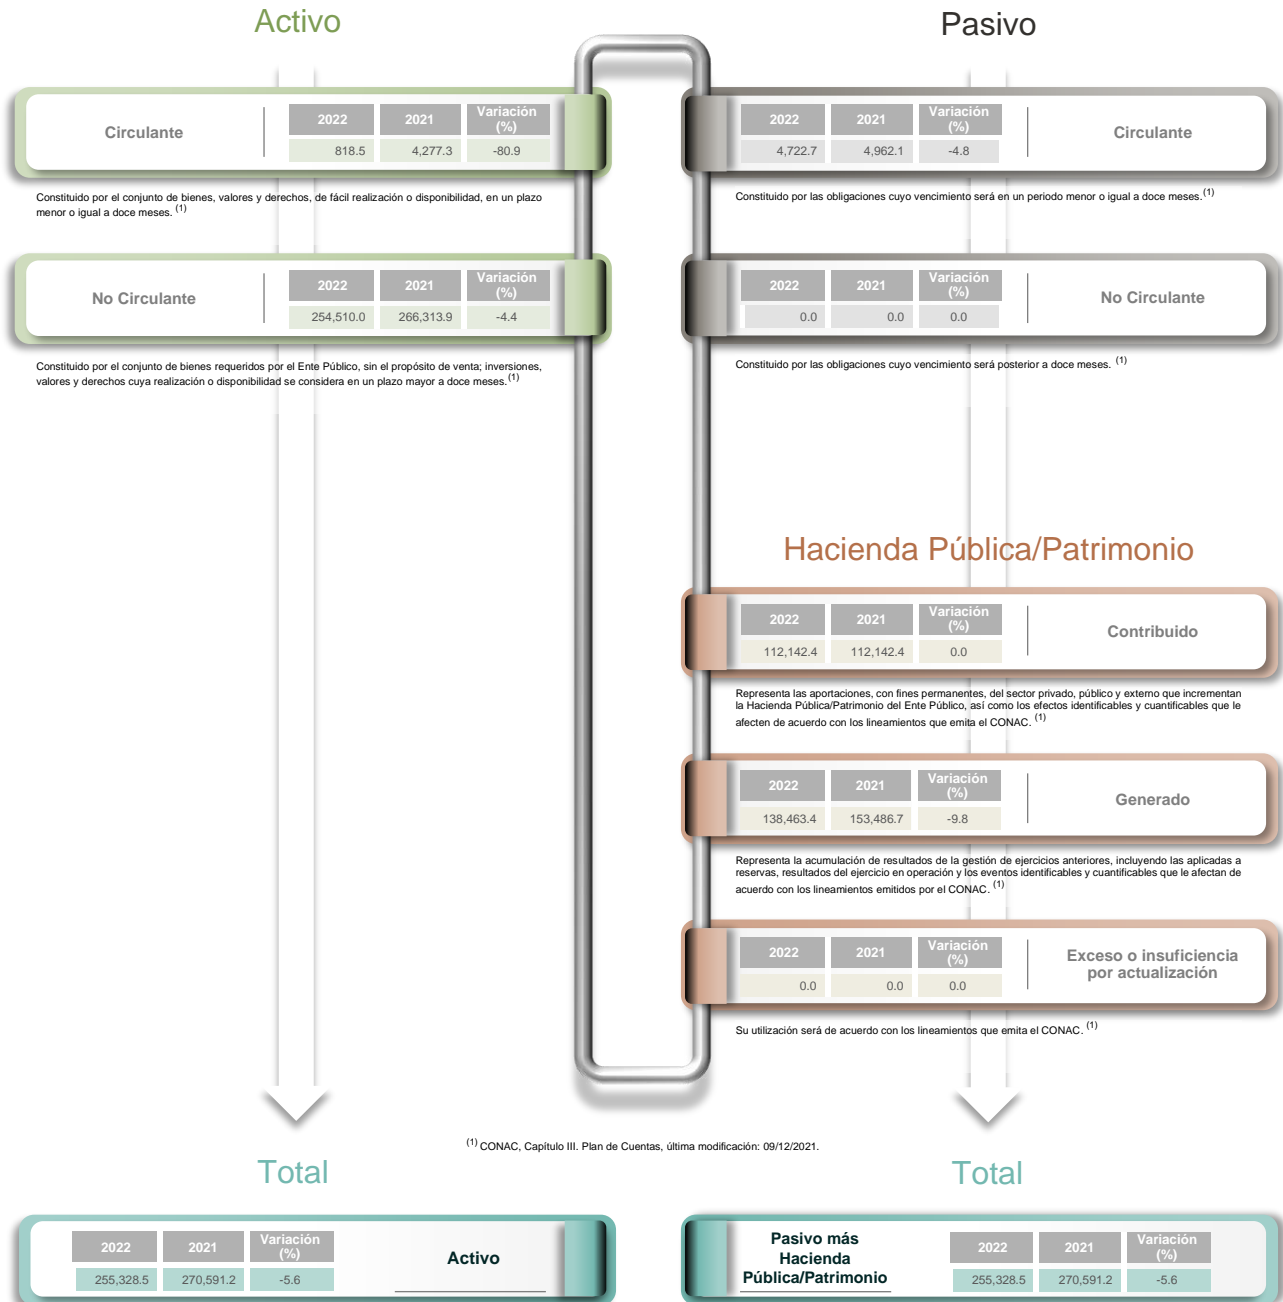 Activo
Circulante
2022 2021 Variación (%)
818.5 4,277.3 -80.9
Constituido por el conjunto de bienes, valores y derechos, de fácil realización o disponibilidad, en un plazo
menor o igual a doce meses. (1)
No Circulante
2022 2021 Variación (%)
254,510.0 266,313.9 -4.4
Constituido por el conjunto de bienes requeridos por el Ente Público, sin el propósito de venta; inversiones,
valores y derechos cuya realización o disponibilidad se considera en un plazo mayor a doce meses. (1)
Pasivo
2022 2021 Variación (%)
4,722.7 4,962.1 -4.8
Circulante
Constituido por las obligaciones cuyo vencimiento será en un periodo menor o igual a doce meses. (1)
2022 2021 Variación (%)
0.0 0.0 0.0
No Circulante
Constituido por las obligaciones cuyo vencimiento será posterior a doce meses. (1)
Hacienda Pública/Patrimonio
2022 2021 Variación (%)
112,142.4 112,142.4 0.0
Contribuido
Representa las aportaciones, con fines permanentes, del sector privado, público y externo que incrementan
la Hacienda Pública/Patrimonio del Ente Público, así como los efectos identificables y cuantificables que le
afecten de acuerdo con los lineamientos que emita el CONAC. (1)
2022 2021 Variación (%)
138,463.4 153,486.7 -9.8
Generado
Representa la acumulación de resultados de la gestión de ejercicios anteriores, incluyendo las aplicadas a
reservas, resultados del ejercicio en operación y los eventos identificables y cuantificables que le afectan de
acuerdo con los lineamientos emitidos por el CONAC. (1)
2022 2021 Variación (%)
0.0 0.0 0.0
Exceso o insuficiencia
por actualización
Su utilización será de acuerdo con los lineamientos que emita el CONAC. (1)
(1) CONAC, Capítulo III. Plan de Cuentas, última modificación: 09/12/2021.
Total
2022 2021 Variación (%)
255,328.5 270,591.2 -5.6
Activo
Total
Pasivo más
Hacienda
Pública/Patrimonio
2022 2021 Variación (%)
255,328.5 270,591.2 -5.6